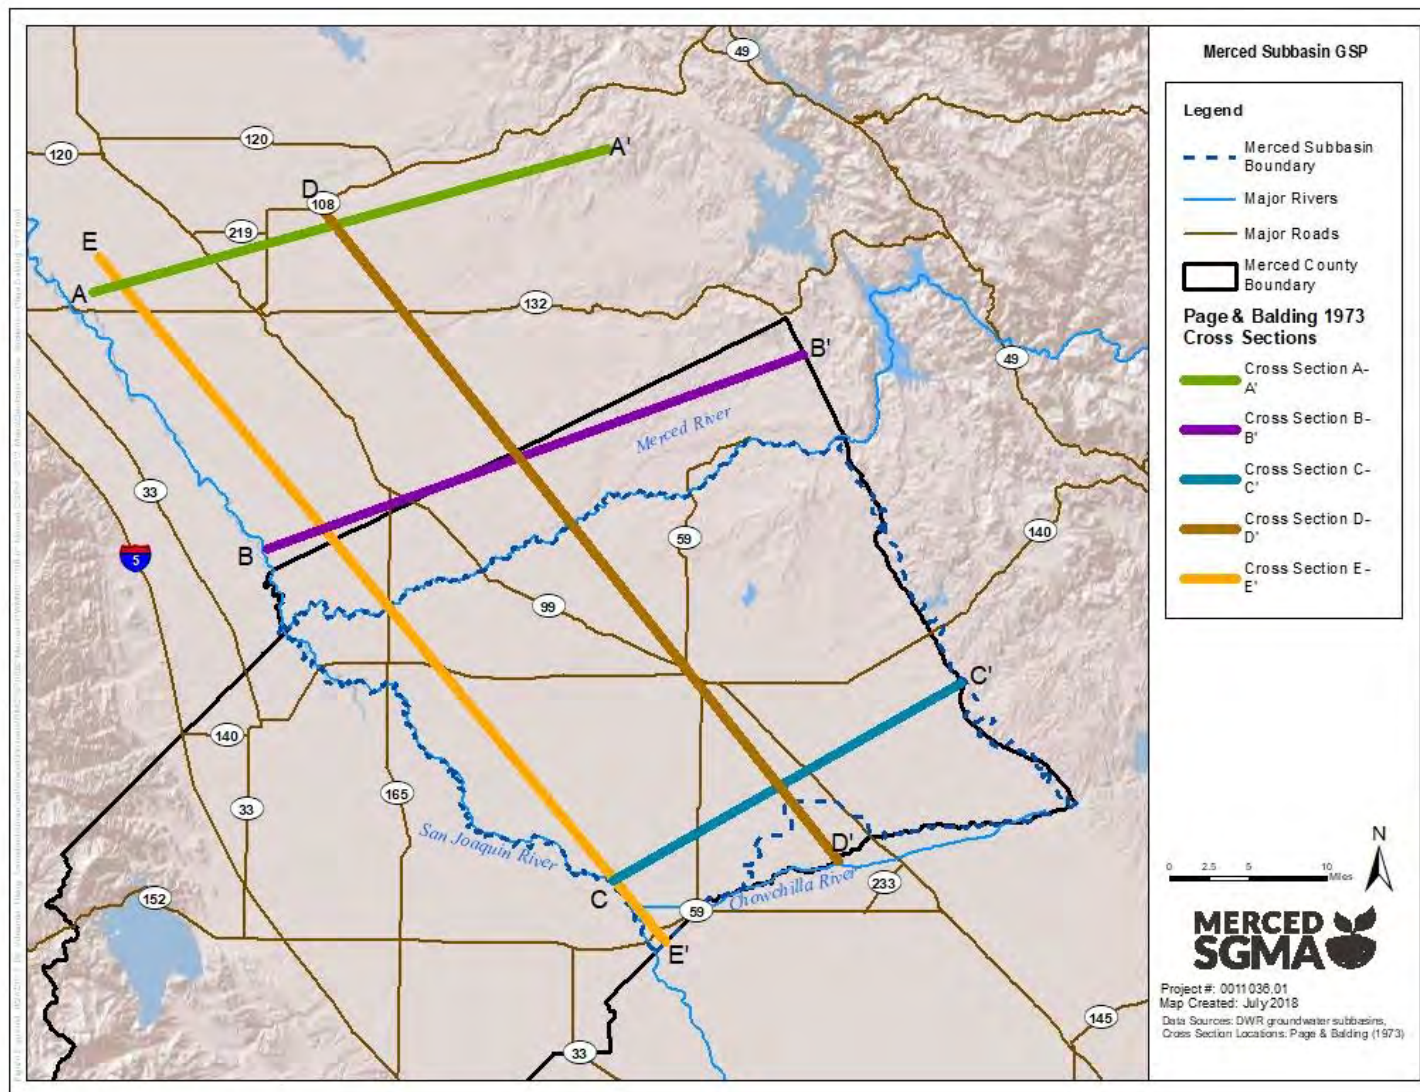 Merced Subbasin GSP
Legend
Merced Subbasin
Boundary
Major Rivers
Major Roads
Merced County
Boundary
Page & Balding 1973
Cross Sections
Cross Section A-
A'
Cross Section B-
B'
Cross Section C-
C'
Cross Section D-
D'
Cross Section E-
E'
49
120
120
A'
D
108
219
E
A
132
B'
49
Merced River
33
B
5
59
140
99
C'
140
165
33
San Joaquin River
D'
Chowchilla River
233
C
152
59
E'
33
145
N
0 2.5 5 10
Miles
MERCED
SGMA
Project #: 0011036.01
Map Created: July 2018
Data Sources: DWR groundwater subbasins,
Cross Section Locations: Page & Balding (1973)